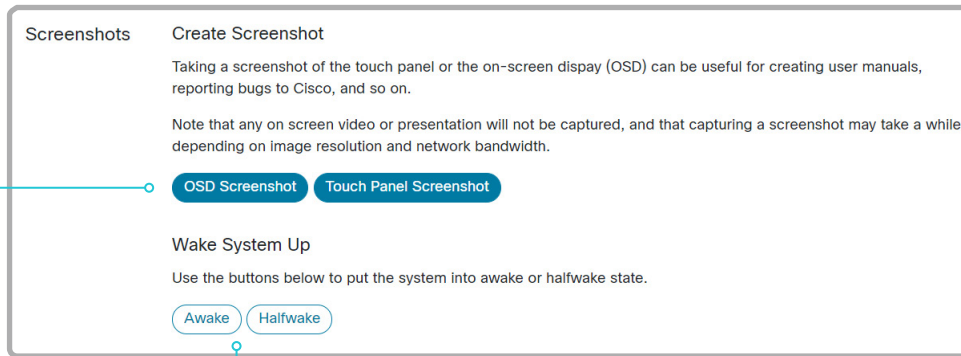 Screenshots
Create Screenshot
Taking a screenshot of the touch panel or the on-screen dispay (OSD) can be useful for creating user manuals,
reporting bugs to Cisco, and so on.
Note that any on screen video or presentation will not be captured, and that capturing a screenshot may take a while
depending on image resolution and network bandwidth.
OSD Screenshot
Touch Panel Screenshot
Wake System Up
Use the buttons below to put the system into awake or halfwake state.
Awake
Halfwake